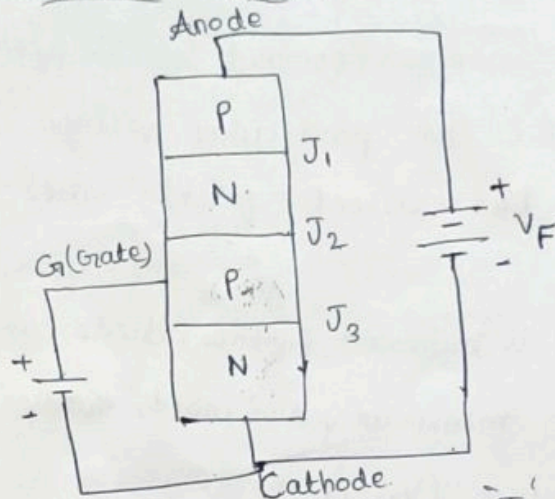 Anode
P
J1
N
J2
G(Gate)
P
J3
N
+
VF
-
+
+
Cathode